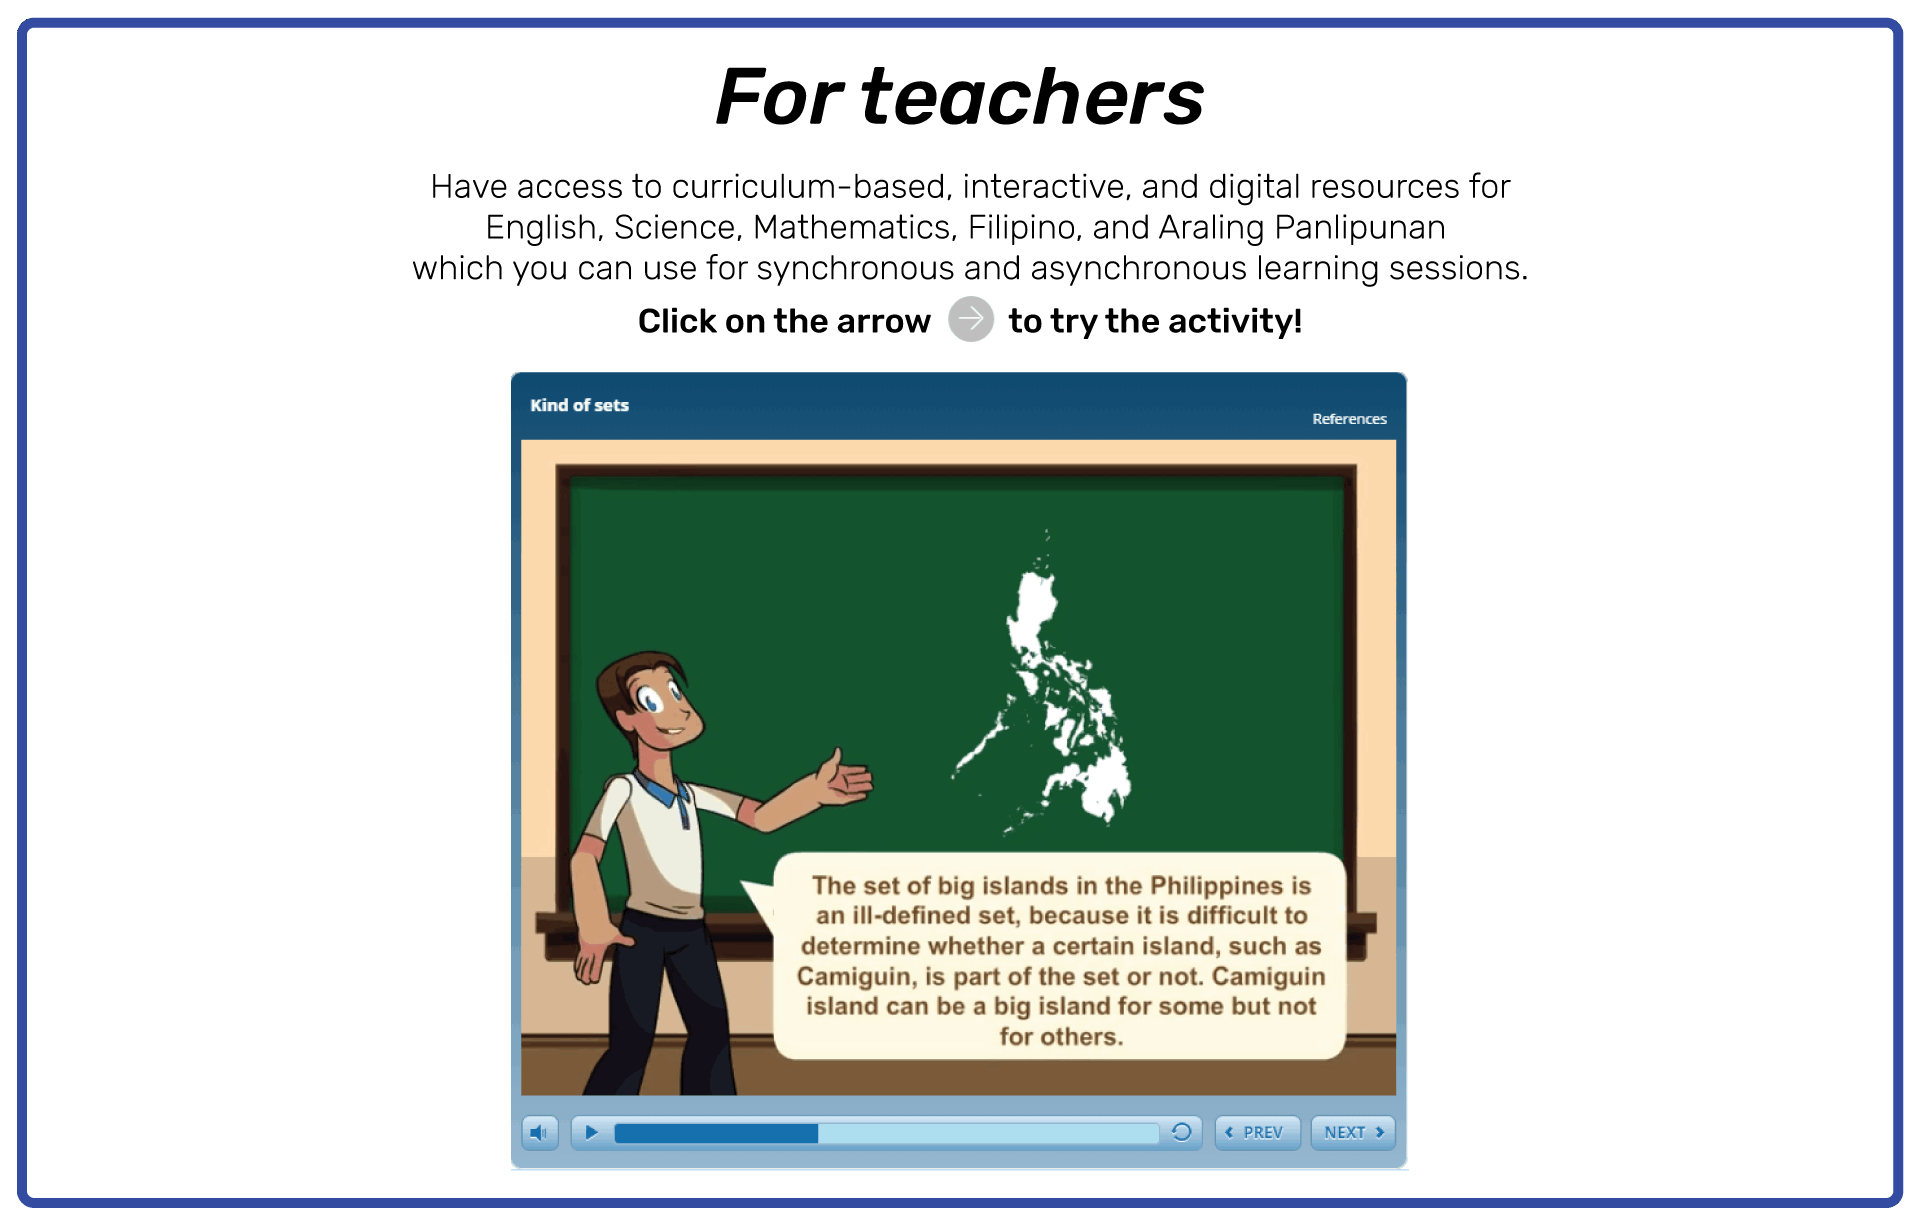 For teachers
Have access to curriculum-based, interactive, and digital resources for
English, Science, Mathematics, Filipino, and Araling Panlipunan
which you can use for synchronous and asynchronous learning sessions.
Click on the arrow to try the activity!
Kind of sets
References
The set of big islands in the Philippines is
an ill-defined set, because it is difficult to
determine whether a certain island, such as
Camiguin, is part of the set or not. Camiguin
island can be a big island for some but not
for others.
PREV
NEXT